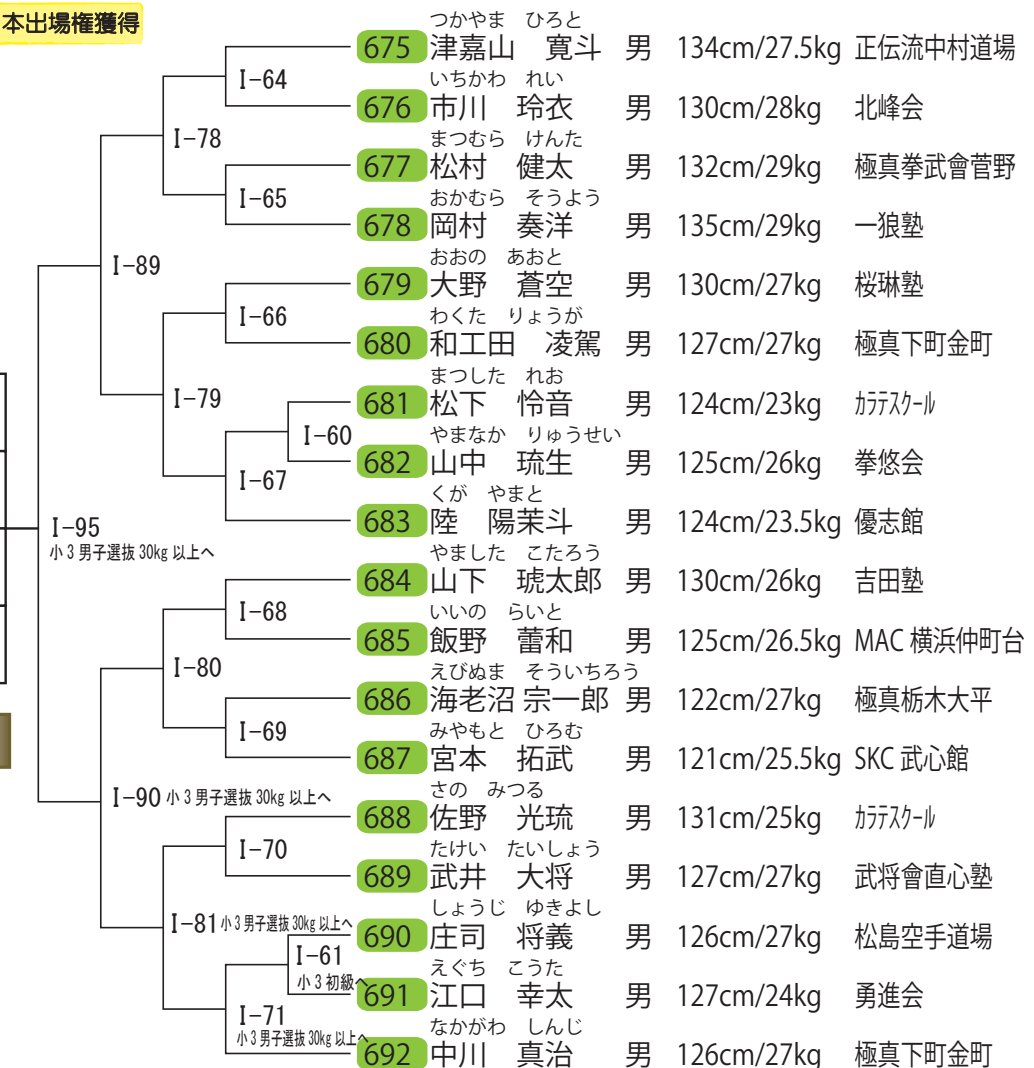 本出場権獲得
つかやま ひろと
675 津嘉山 寛斗 男 134cm/27.5kg 正伝流中村道場
I-64
いちかわ れい
676 市川 玲衣 男 130cm/28kg 北峰会
I-78
まつむら けんた
677 松村 健太 男 132cm/29kg 極真拳武會菅野
I-65
おかむら そうよう
678 岡村 奏洋 男 135cm/29kg 一狼塾
I-89
おおの あおと
679 大野 蒼空 男 130cm/27kg 桜琳塾
I-66
わくた りょうが
680 和工田 凌駕 男 127cm/27kg 極真下町金町
I-79
まつした れお
681 松下 怜音 男 124cm/23kg カラテスクール
I-60
やまなか りゅうせい
682 山中 琉生 男 125cm/26kg 拳悠会
I-67
くが やまと
683 陸 陽茉斗 男 124cm/23.5kg 優志館
I-95
小3男子選抜30kg以上へ
やました こたろう
684 山下 琥太郎 男 130cm/26kg 吉田塾
I-68
いいの らいと
685 飯野 蕾和 男 125cm/26.5kg MAC横浜仲町台
I-80
えびぬま そういちろう
686 海老沼 宗一郎 男 122cm/27kg 極真栃木大平
I-69
みやもと ひろむ
687 宮本 拓武 男 121cm/25.5kg SKC武心館
I-90 小3男子選抜30kg以上へ
さの みつる
688 佐野 光琉 男 131cm/25kg カラテスクール
I-70
たけい たいしょう
689 武井 大将 男 127cm/27kg 武将會直心塾
I-81 小3男子選抜30kg以上へ
しょうじ ゆきよし
690 庄司 将義 男 126cm/27kg 松島空手道場
I-61
小3初級へ
えぐち こうた
691 江口 幸太 男 127cm/24kg 勇進会
I-71
小3男子選抜30kg以上へ
なかがわ しんじ
692 中川 真治 男 126cm/27kg 極真下町金町